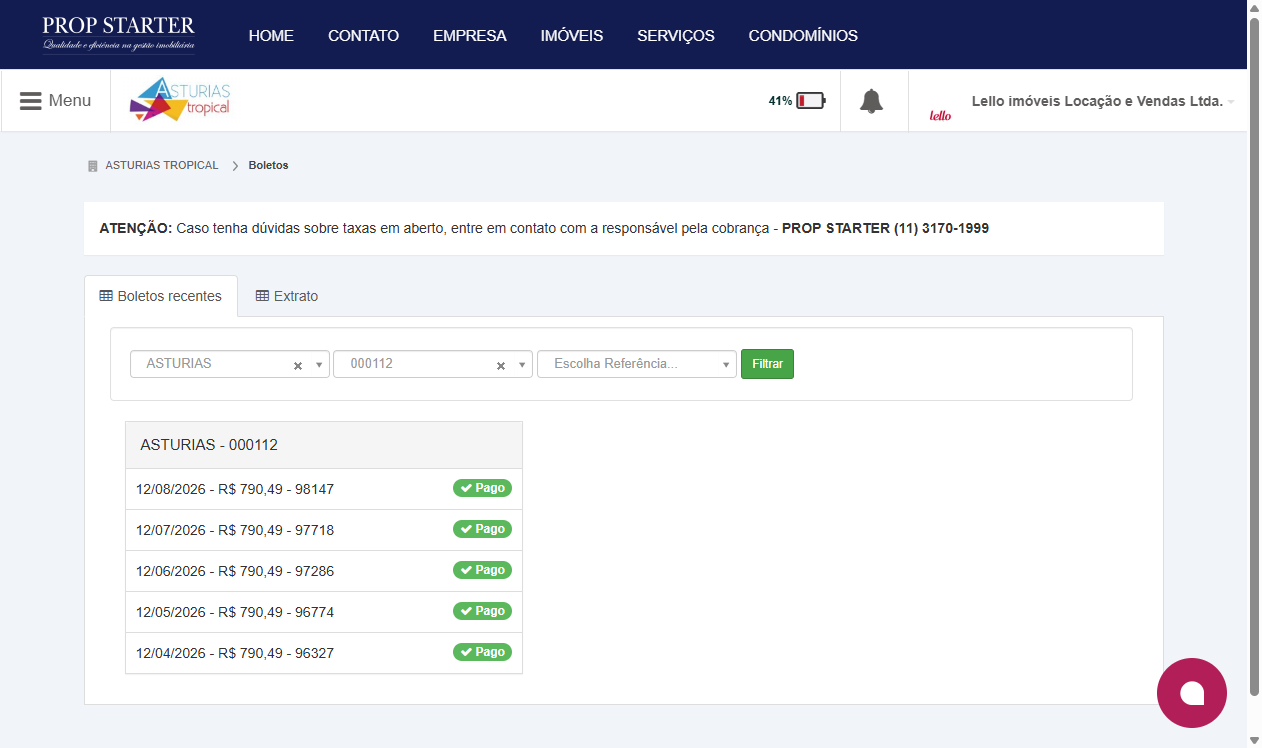 PROP STARTER
Qualidade e eficiência na gestão imobiliária
HOME CONTATO EMPRESA IMÓVEIS SERVIÇOS CONDOMÍNIOS
Menu
ASTURIAS
tropical
41%
lello
Lello imóveis Locação e Vendas Ltda.
ASTURIAS TROPICAL > Boletos
ATENÇÃO: Caso tenha dúvidas sobre taxas em aberto, entre em contato com a responsável pela cobrança - PROP STARTER (11) 3170-1999
Boletos recentes Extrato
ASTURIAS × 000112 × Escolha Referência... Filtrar
ASTURIAS - 000112
12/08/2026 - R$ 790,49 - 98147 Pago
12/07/2026 - R$ 790,49 - 97718 Pago
12/06/2026 - R$ 790,49 - 97286 Pago
12/05/2026 - R$ 790,49 - 96774 Pago
12/04/2026 - R$ 790,49 - 96327 Pago